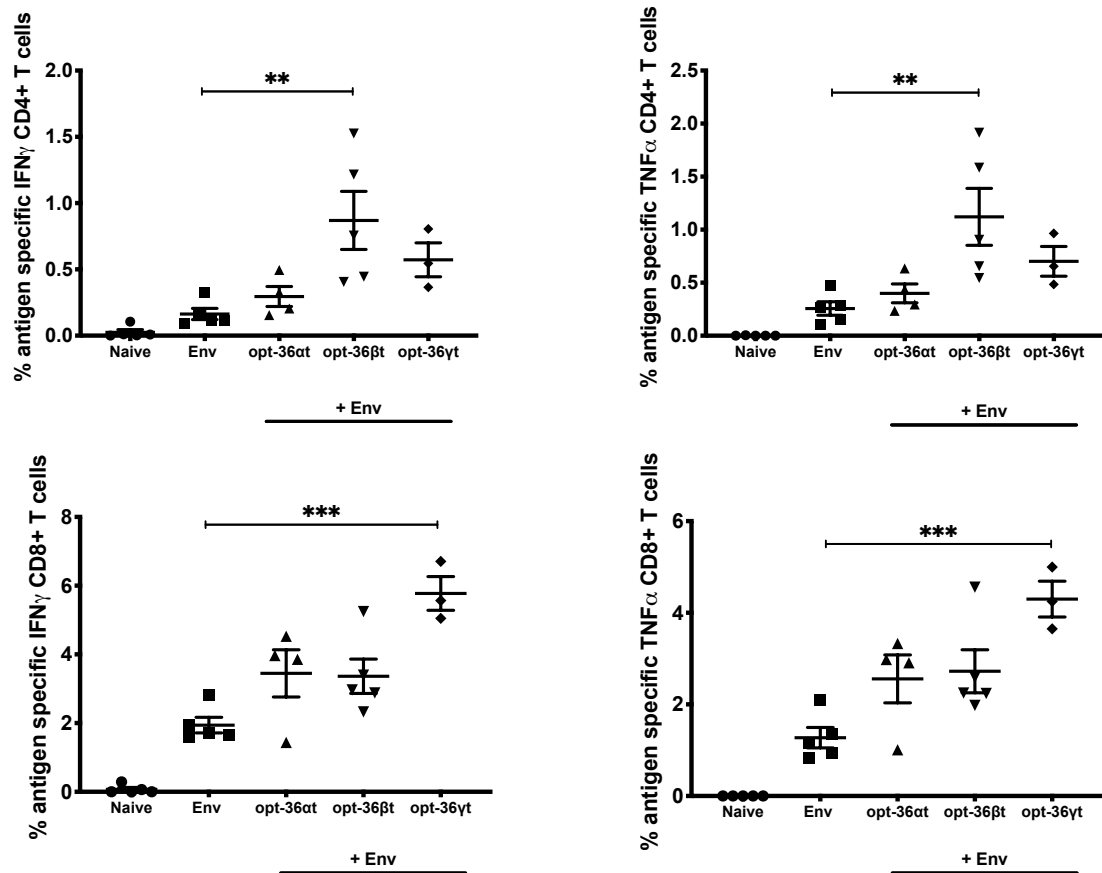 % antigen specific IFNγ CD4+ T cells
2.0
1.5
1.0
0.5
0.0
**
Naive Env opt-36αt opt-36βt opt-36γt
+ Env
% antigen specific TNFα CD4+ T cells
2.5
2.0
1.5
1.0
0.5
0.0
**
Naive Env opt-36αt opt-36βt opt-36γt
+ Env
% antigen specific IFNγ CD8+ T cells
8
6
4
2
0
***
Naive Env opt-36αt opt-36βt opt-36γt
+ Env
% antigen specific TNFα CD8+ T cells
6
4
2
0
***
Naive Env opt-36αt opt-36βt opt-36γt
+ Env